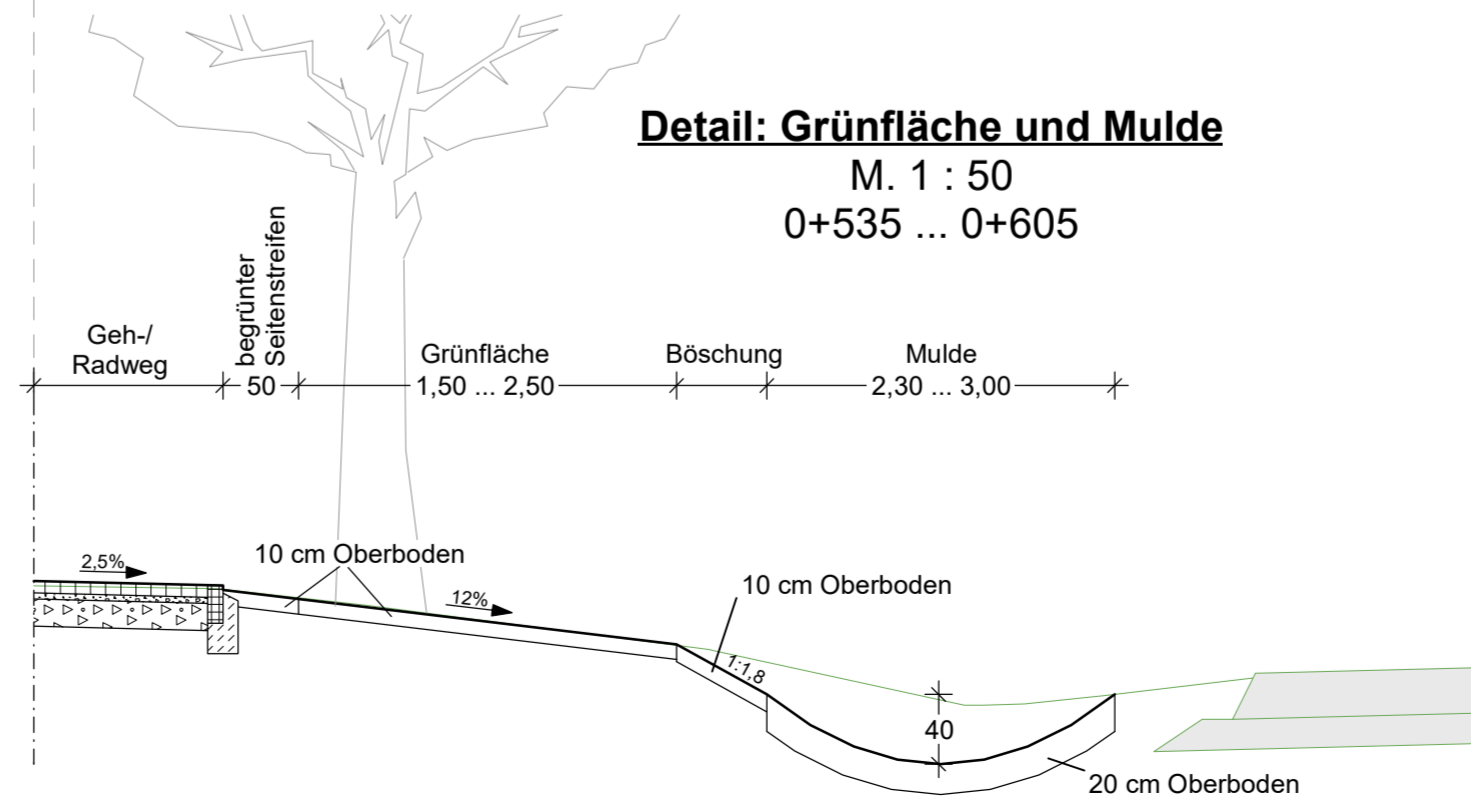 Detail: Grünfläche und Mulde
M. 1 : 50
0+535 ... 0+605
Geh-/
Radweg
begrünter
Seitenstreifen
50
Grünfläche
1,50 ... 2,50
Böschung
Mulde
2,30 ... 3,00
2,5%
10 cm Oberboden
12%
10 cm Oberboden
1:1,8
40
20 cm Oberboden